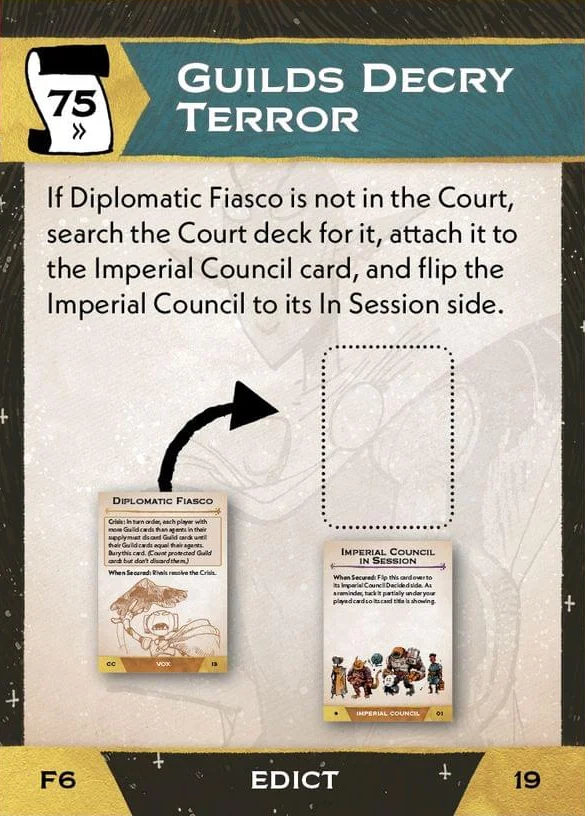 75
»
GUILDS DECRY
TERROR
If Diplomatic Fiasco is not in the Court,
search the Court deck for it, attach it to
the Imperial Council card, and flip the
Imperial Council to its In Session side.
DIPLOMATIC FIASCO
Crisis: In turn order, each player with
more Guild cards than agents in their
supply must discard Guild cards until
their Guild cards equal their agents.
Bury this card. (Count protected Guild
cards but don't discard them.)
When Secured: Rivals resolve the Crisis.
CC
VOX
IMPERIAL COUNCIL
IN SESSION
When Secured: Flip this card over to
its Imperial Council Decided side. As
a reminder, tuck it partially under your
played card so its card title is showing.
IMPERIAL COUNCIL
01
F6
EDICT
19